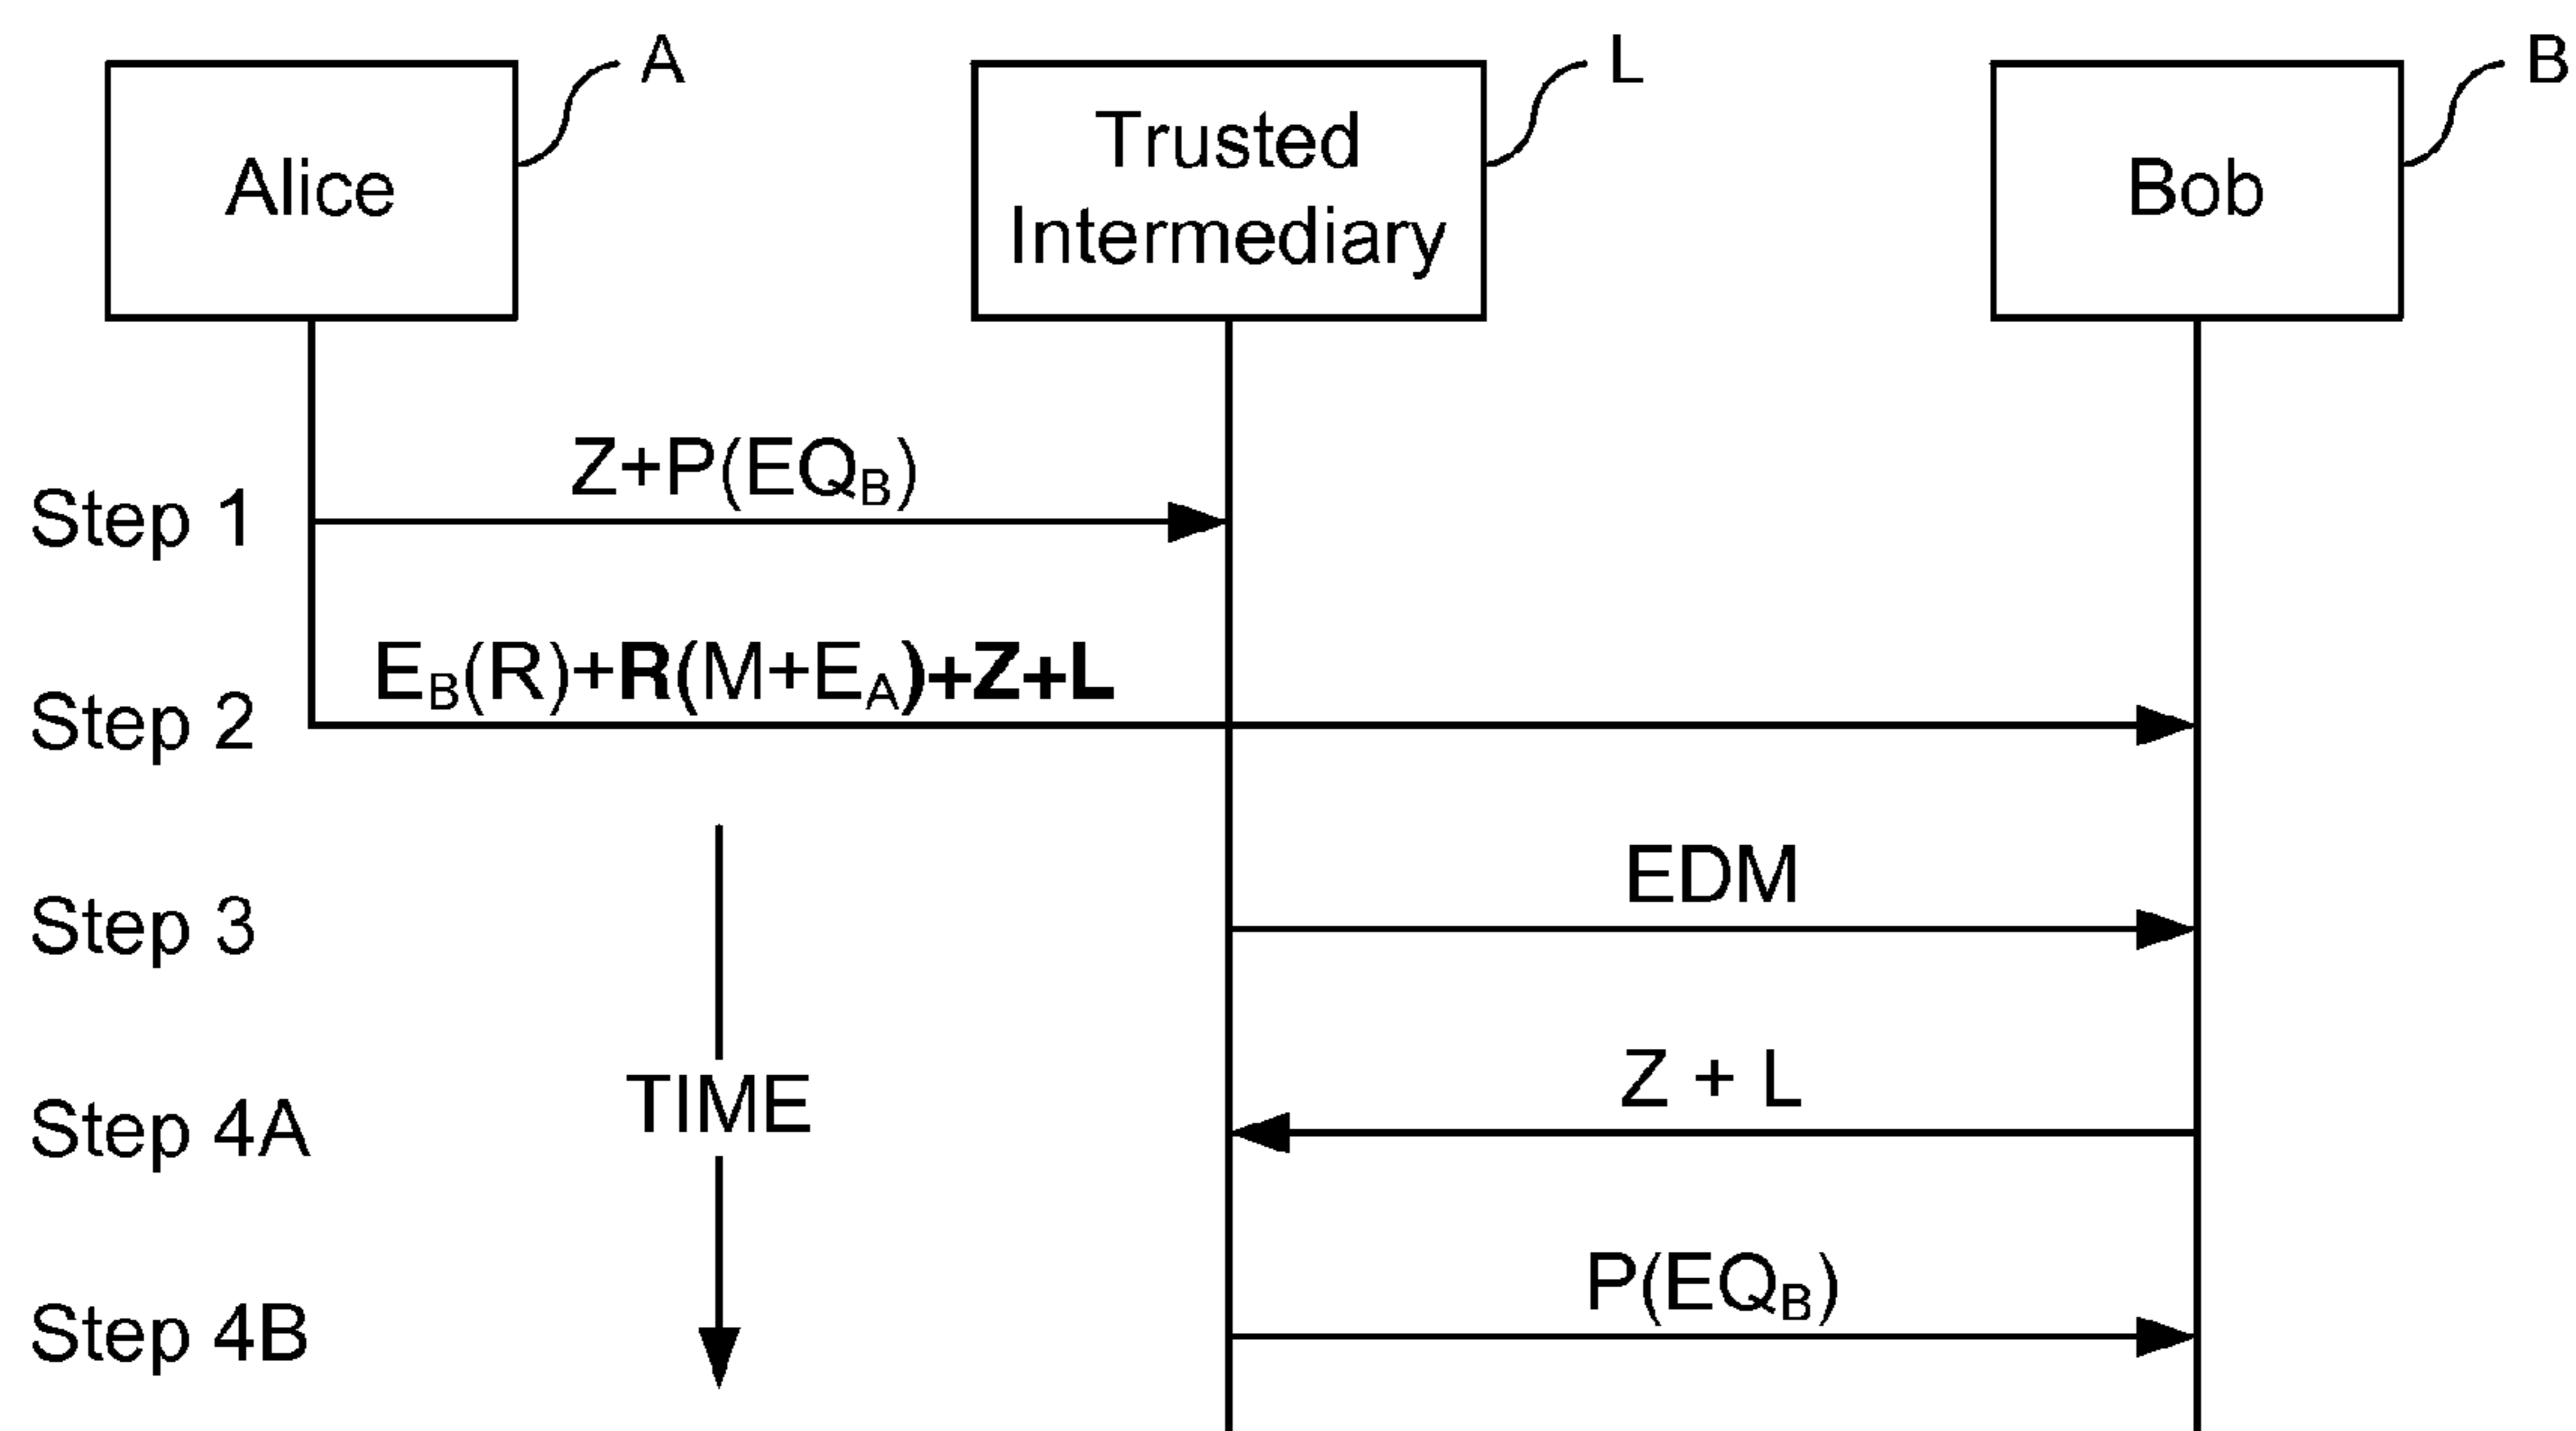 A
L
B
Alice
Trusted
Intermediary
Bob
Z+P(EQB)
Step 1
EB(R)+R(M+EA)+Z+L
Step 2
EDM
Step 3
Z + L
TIME
Step 4A
P(EQB)
Step 4B